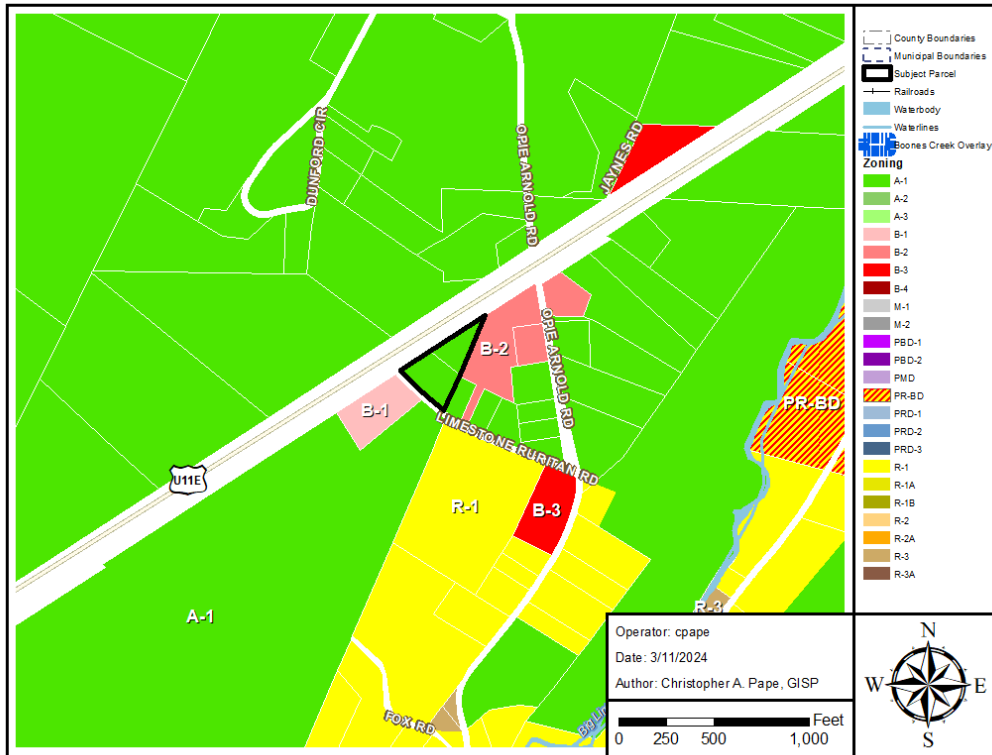 DUNFORD CIR
OPIE ARNOLD RD
JAYNES RD
B-2
OPIE ARNOLD RD
B-1
LIMESTONE RURITAN RD
U11E
R-1
B-3
PR-BD
A-1
R-3
FOX RD
Big
County Boundaries
Municipal Boundaries
Subject Parcel
Railroads
Waterbody
Waterlines
Boones Creek Overlay
Zoning
A-1
A-2
A-3
B-1
B-2
B-3
B-4
M-1
M-2
PBD-1
PBD-2
PMD
PR-BD
PRD-1
PRD-2
PRD-3
R-1
R-1A
R-1B
R-2
R-2A
R-3
R-3A
Operator: cpape
Date: 3/11/2024
Author: Christopher A. Pape, GISP
Feet
0 250 500 1,000
N
W E
S